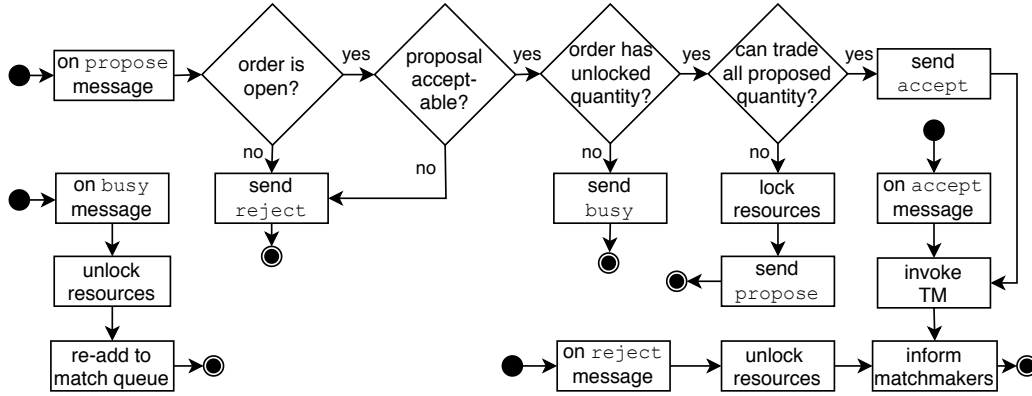 on propose
message
order is
open?
yes
no
proposal
accept-
able?
yes
no
order has
unlocked
quantity?
yes
no
can trade
all proposed
quantity?
yes
no
send
accept
on busy
message
send
reject
send
busy
lock
resources
on accept
message
unlock
resources
send
propose
invoke
TM
re-add to
match queue
on reject
message
unlock
resources
inform
matchmakers